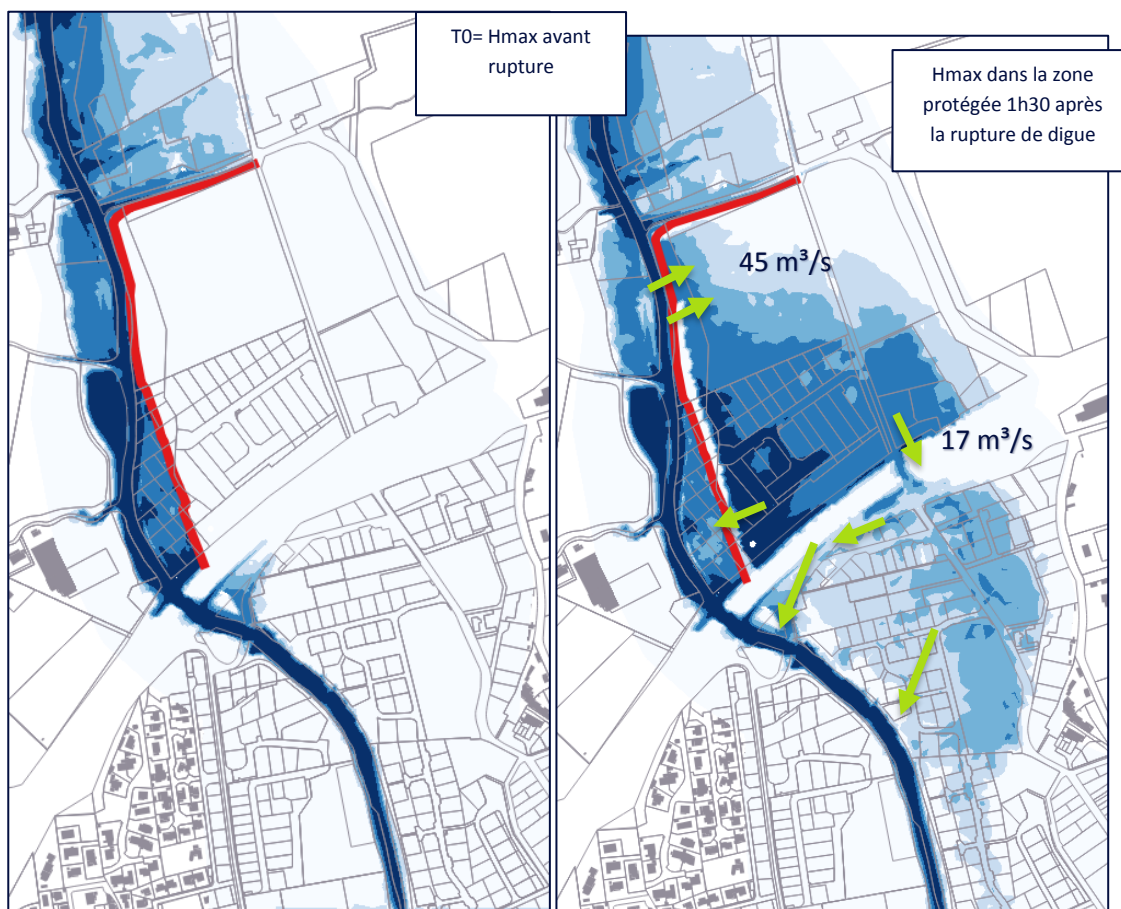 T0= Hmax avant
rupture
Hmax dans la zone
protégée 1h30 après
la rupture de digue
45 m³/s
17 m³/s